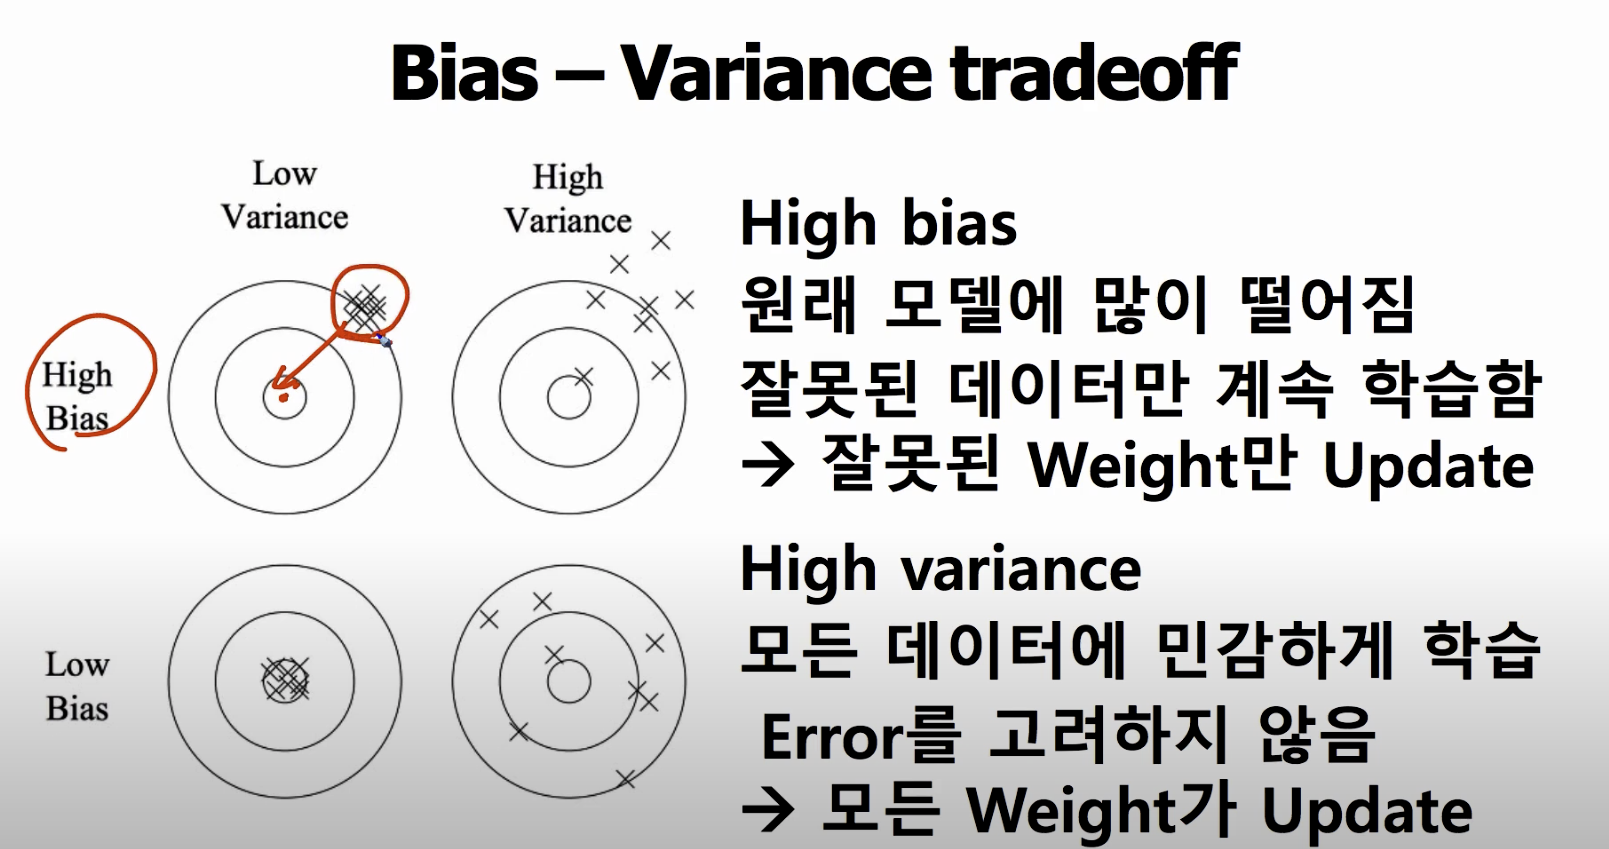 Bias – Variance tradeoff
Low
Variance
High
Variance
High
Bias
Low
Bias
High bias
원래 모델에 많이 떨어짐
잘못된 데이터만 계속 학습함
→ 잘못된 Weight만 Update
High variance
모든 데이터에 민감하게 학습
Error를 고려하지 않음
→ 모든 Weight가 Update